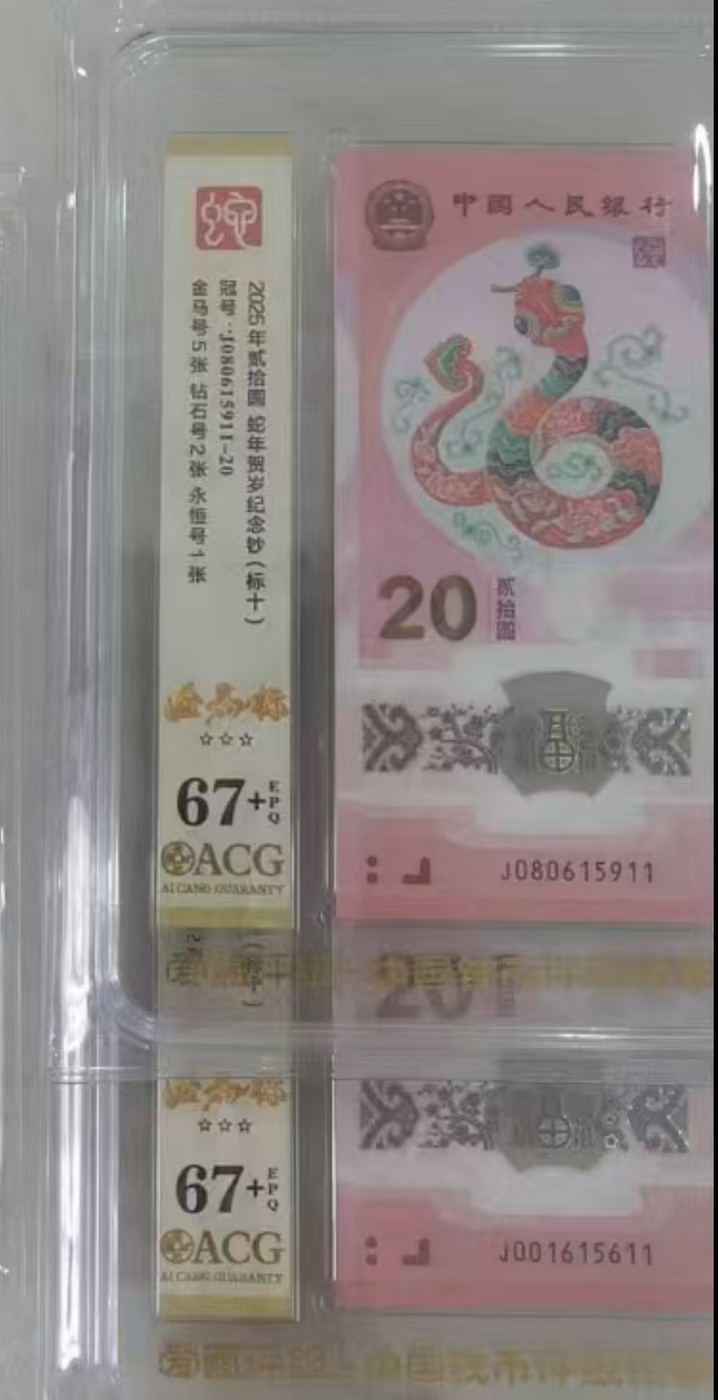 蛇
2025年贰拾圆 蛇年贺岁纪念钞(标十)
冠号:J080615911-20
金马号5张 钻石号2张 永恒号1张
☆☆☆
67+EPQ
ACG
AI CANG GUARANTY
中国人民银行
20
贰拾圆
J080615911
20
☆☆☆
67+EPQ
ACG
AI CANG GUARANTY
J001615611